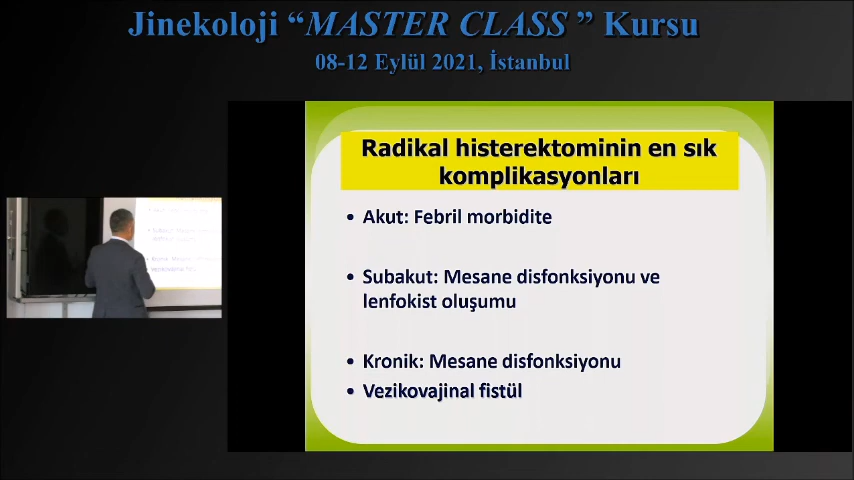 Jinekoloji “MASTER CLASS ” Kursu
08-12 Eylül 2021, İstanbul
Radikal histerektominin en sık
komplikasyonları
• Akut: Febril morbidite
• Subakut: Mesane disfonksiyonu ve
lenfokist oluşumu
• Kronik: Mesane disfonksiyonu
• Vezikovajinal fistül